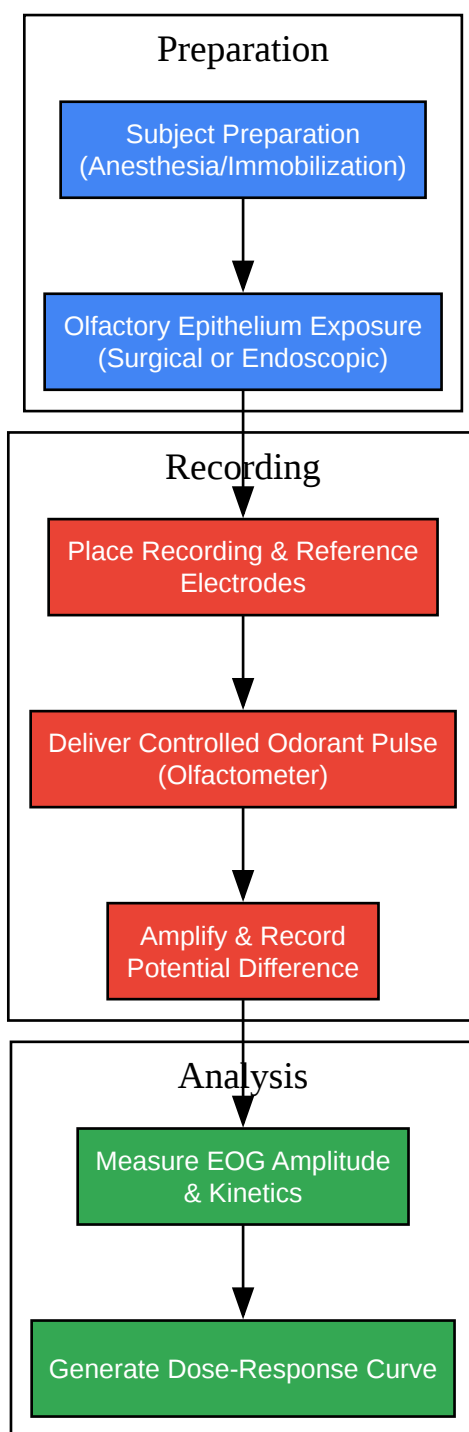 Preparation
Subject Preparation
(Anesthesia/Immobilization)
Olfactory Epithelium Exposure
(Surgical or Endoscopic)
Recording
Place Recording & Reference
Electrodes
Deliver Controlled Odorant Pulse
(Olfactometer)
Amplify & Record
Potential Difference
Analysis
Measure EOG Amplitude
& Kinetics
Generate Dose-Response Curve